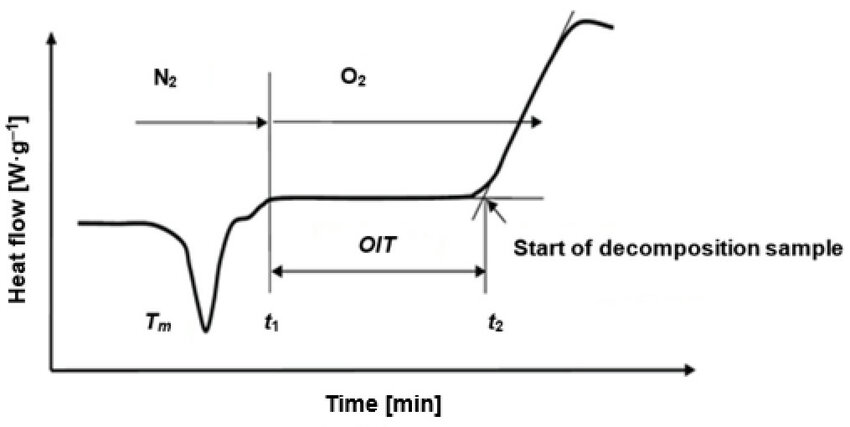 N₂
O₂
Heat flow [W·g⁻¹]
OIT
Start of decomposition sample
Tm
t₁
t₂
Time [min]